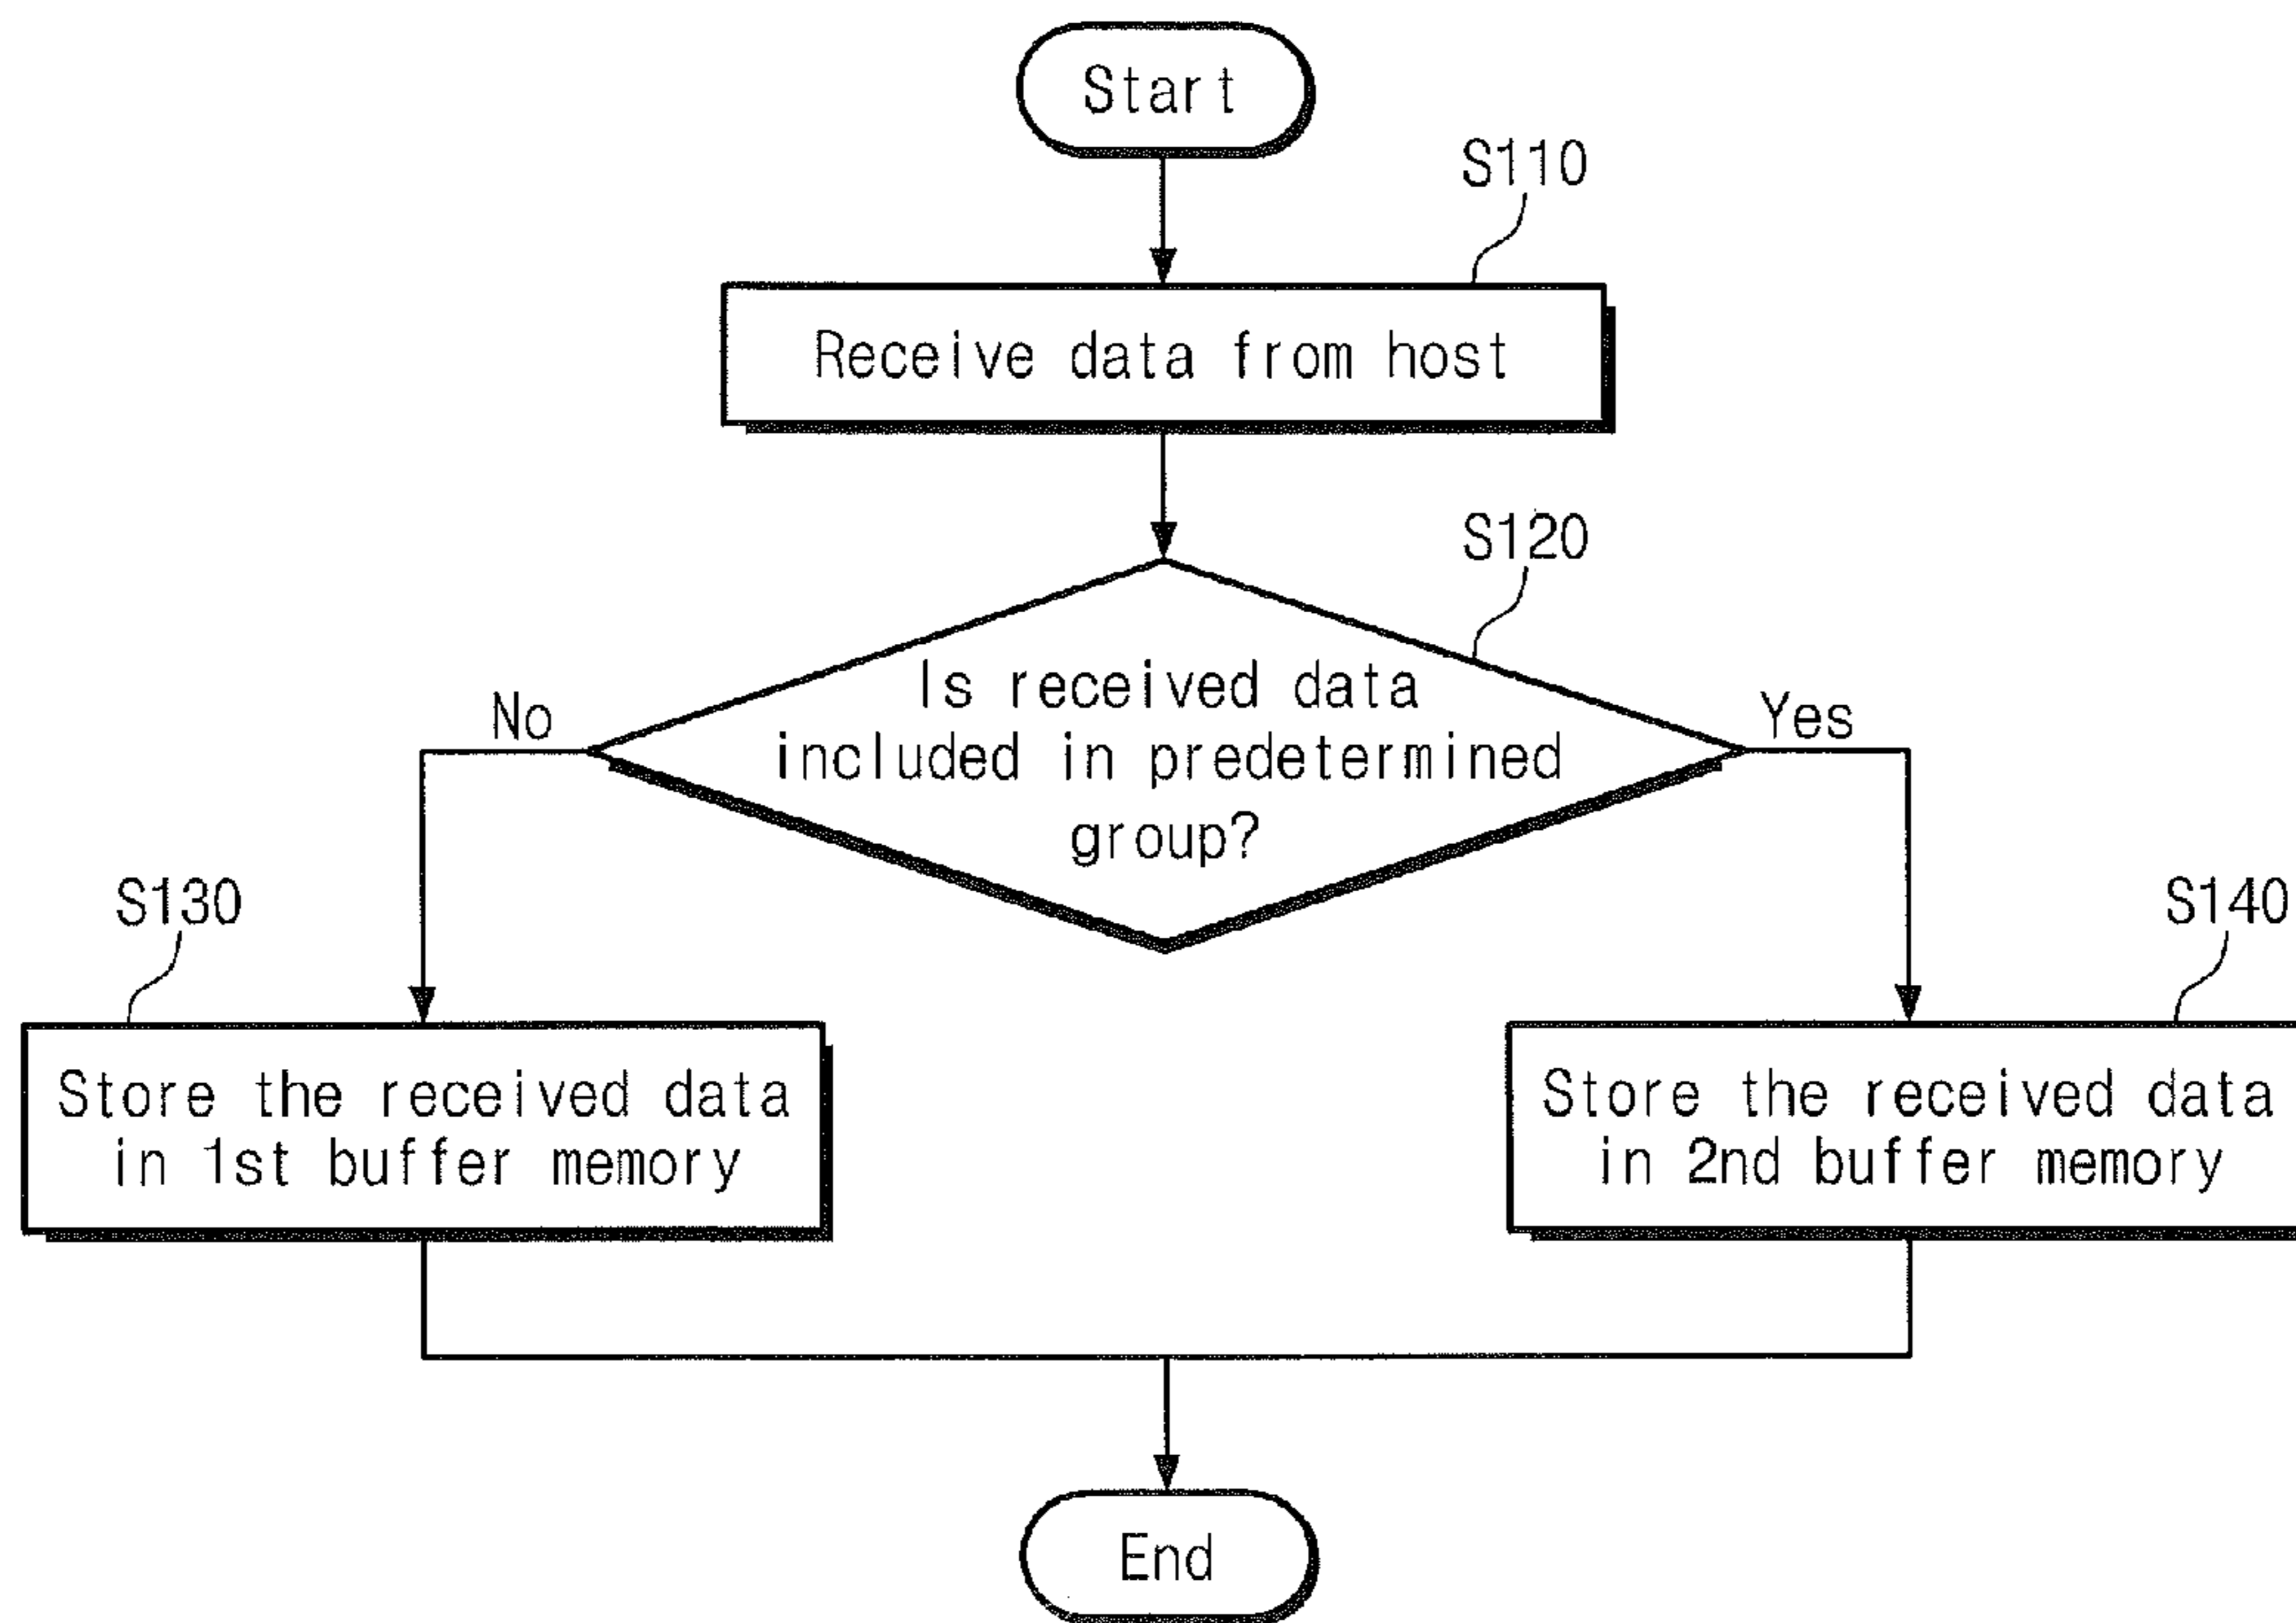 Start
S110
Receive data from host
S120
Is received data
included in predetermined
group?
No
Yes
S130
S140
Store the received data
in 1st buffer memory
Store the received data
in 2nd buffer memory
End